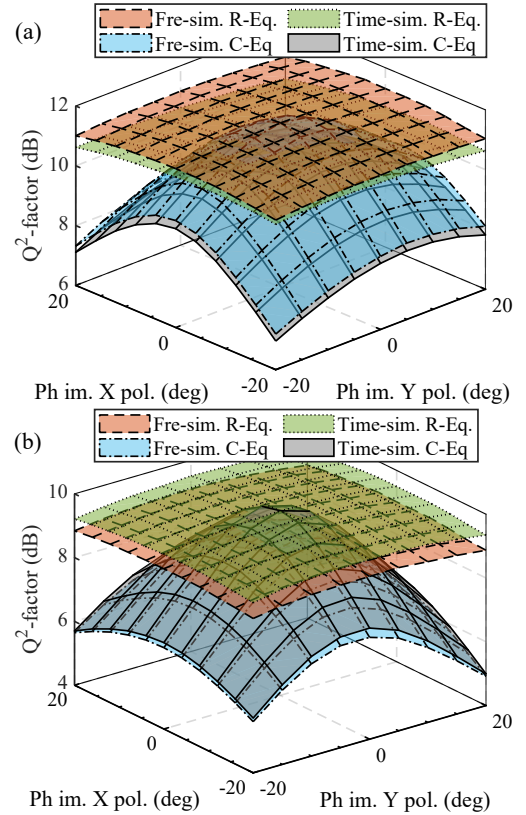 (a)
Fre-sim. R-Eq. Time-sim. R-Eq.
Fre-sim. C-Eq Time-sim. C-Eq
12
10
8
6
Q²-factor (dB)
20
0
-20
-20
0
20
Ph im. X pol. (deg)
Ph im. Y pol. (deg)
(b)
Fre-sim. R-Eq. Time-sim. R-Eq.
Fre-sim. C-Eq Time-sim. C-Eq
10
8
6
4
Q²-factor (dB)
20
0
-20
-20
0
20
Ph im. X pol. (deg)
Ph im. Y pol. (deg)